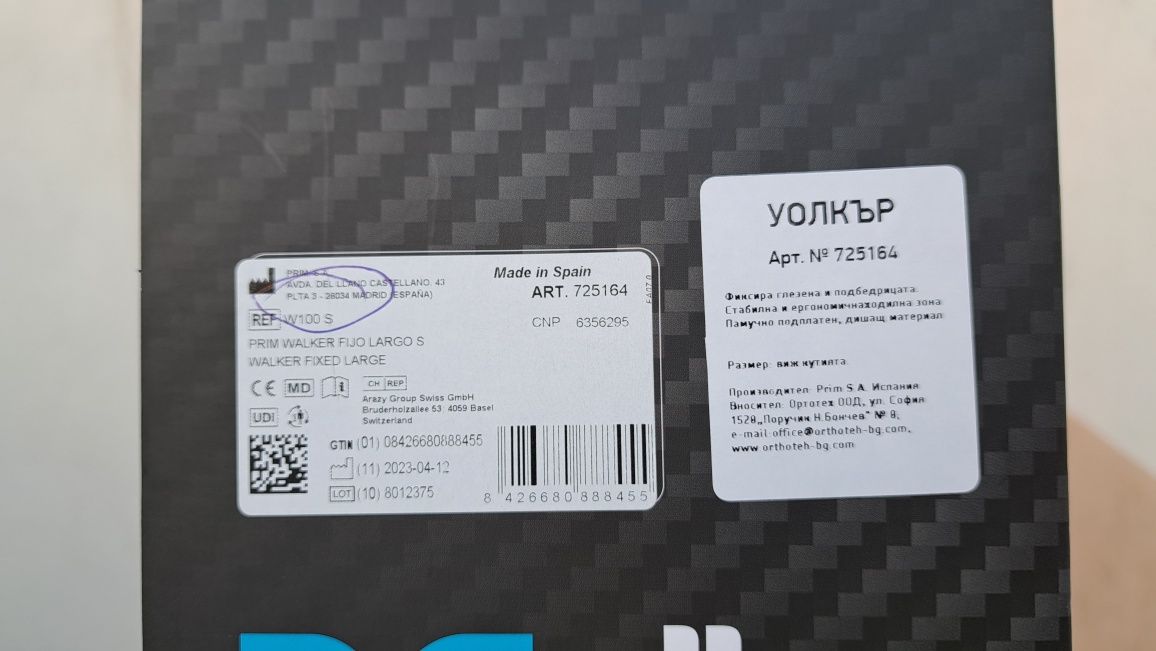 PRIM, S.A.
AVDA. DEL LLANO CASTELLANO, 43
PLTA 3 - 28034 MADRID (ESPAÑA)
Made in Spain
ART. 725164
REF W100 S
CNP 6356295
PRIM WALKER FIJO LARGO S
WALKER FIXED LARGE
CE MD
CH REP
Arazy Group Swiss GmbH
Bruderholzallee 53; 4059 Basel
Switzerland
UDI
GTIN (01) 08426680888455
(11) 2023-04-12
LOT (10) 8012375
8 426680 888455
УОЛКЪР
Арт. № 725164
Фиксира глезена и подбедрицата.
Стабилна и ергономичнаходилна зона
Памучно подплатен, дишащ материал
Размер: виж кутията.
Производител: Prim S.A. Испания
Вносител: Ортотех ООД, ул. София
1528,,Поручик Н.Бончев" № 8;
e-mail:office@orthoteh-bg.com,
www.orthoteh-bg.com